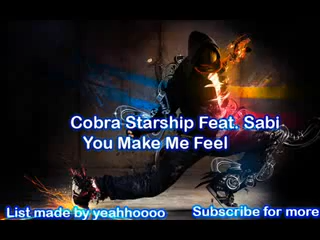 Cobra Starship Feat. Sabi
You Make Me Feel
List made by yeahhoooo
Subscribe for more